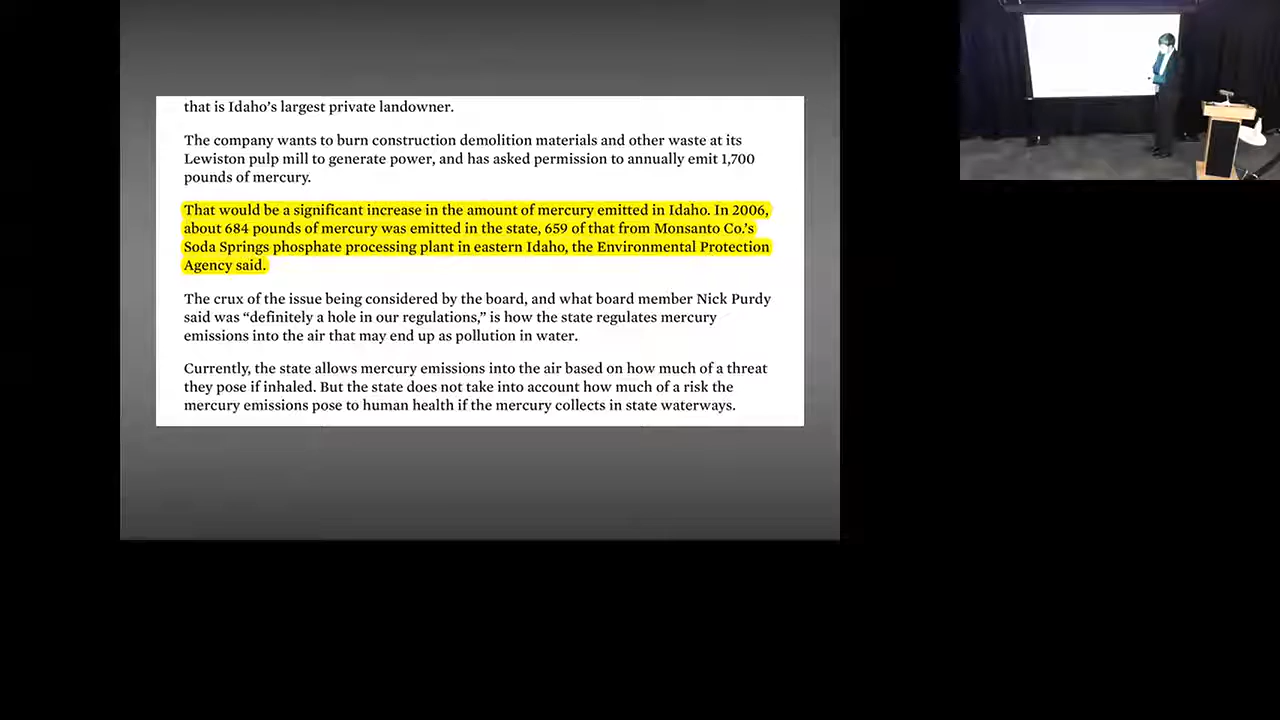 that is Idaho’s largest private landowner.
The company wants to burn construction demolition materials and other waste at its
Lewiston pulp mill to generate power, and has asked permission to annually emit 1,700
pounds of mercury.
That would be a significant increase in the amount of mercury emitted in Idaho. In 2006,
about 684 pounds of mercury was emitted in the state, 659 of that from Monsanto Co.’s
Soda Springs phosphate processing plant in eastern Idaho, the Environmental Protection
Agency said.
The crux of the issue being considered by the board, and what board member Nick Purdy
said was “definitely a hole in our regulations,” is how the state regulates mercury
emissions into the air that may end up as pollution in water.
Currently, the state allows mercury emissions into the air based on how much of a threat
they pose if inhaled. But the state does not take into account how much of a risk the
mercury emissions pose to human health if the mercury collects in state waterways.